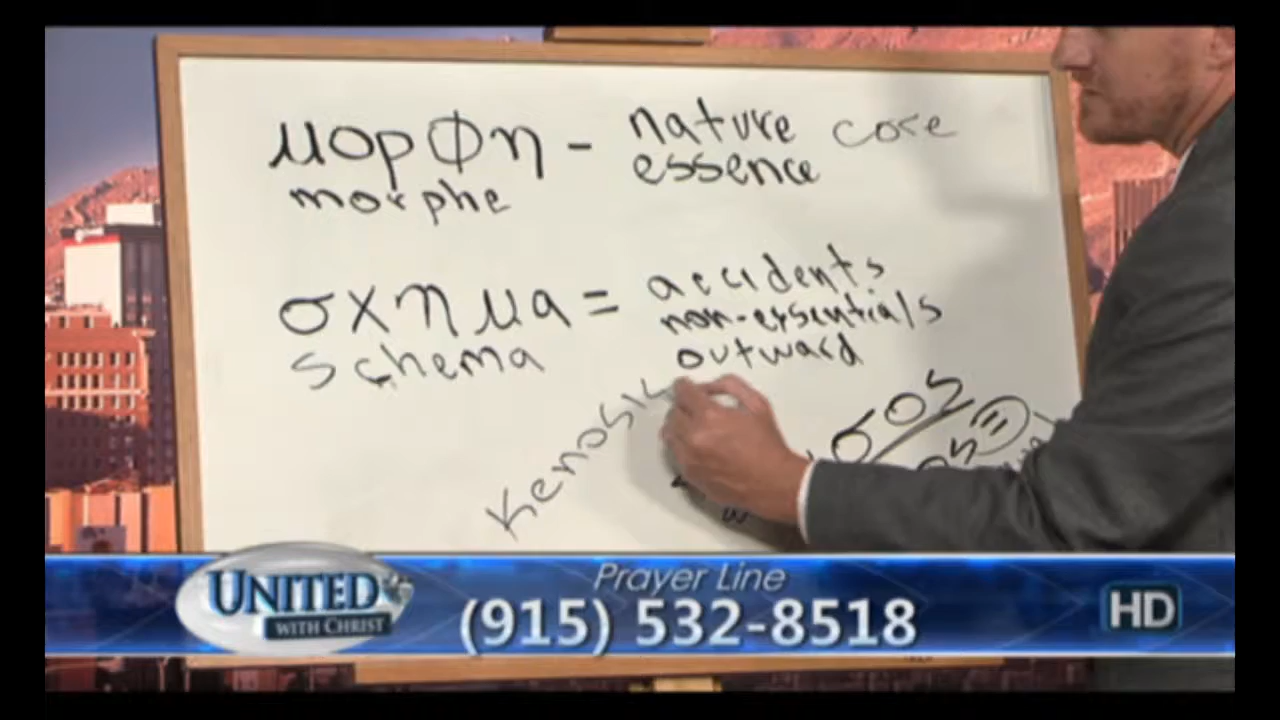 μορφη - nature core
morphe essence
σχημα = accidents
non-essentials
schema outward
Kenosis
Prayer Line
UNITED
WITH CHRIST
(915) 532-8518
HD